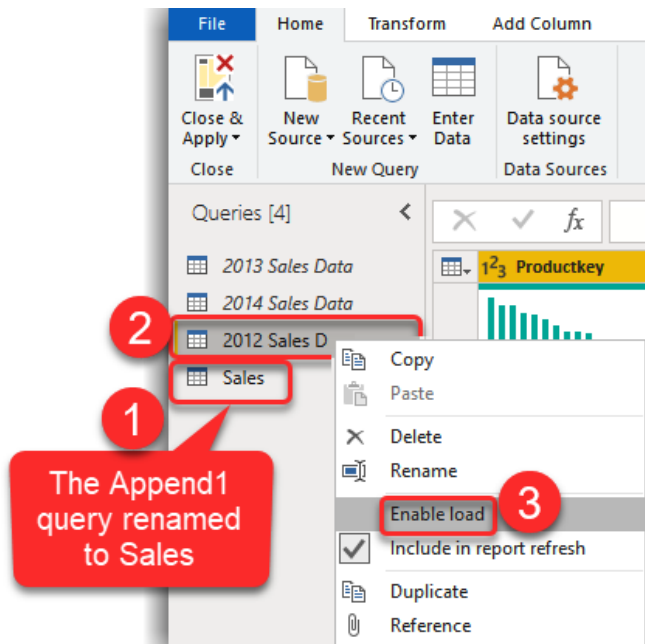 File Home Transform Add Column
Close & New Recent Enter Data source
Apply Source Sources Data settings
Close New Query Data Sources
Queries [4]
fx
2013 Sales Data
123 Productkey
2014 Sales Data
2
2012 Sales D
Copy
Sales
Paste
1
Delete
The Append1
query renamed
to Sales
Rename
Enable load
3
Include in report refresh
Duplicate
Reference